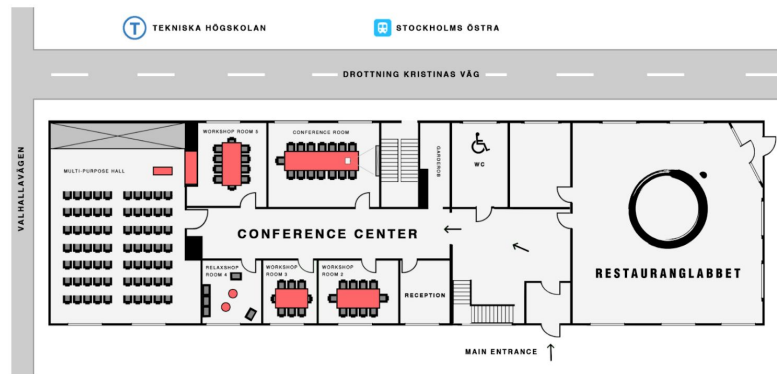 T TEKNISKA HÖGSKOLAN
STOCKHOLMS ÖSTRA
DROTTNING KRISTINAS VÄG
VALHALLAVÄGEN
WORKSHOP ROOM 5
CONFERENCE ROOM
GARDEROB
WC
MULTI-PURPOSE HALL
CONFERENCE CENTER
RESTAURANGLABBET
RELAXSHOP
ROOM 4
WORKSHOP
ROOM 3
WORKSHOP
ROOM 2
RECEPTION
MAIN ENTRANCE